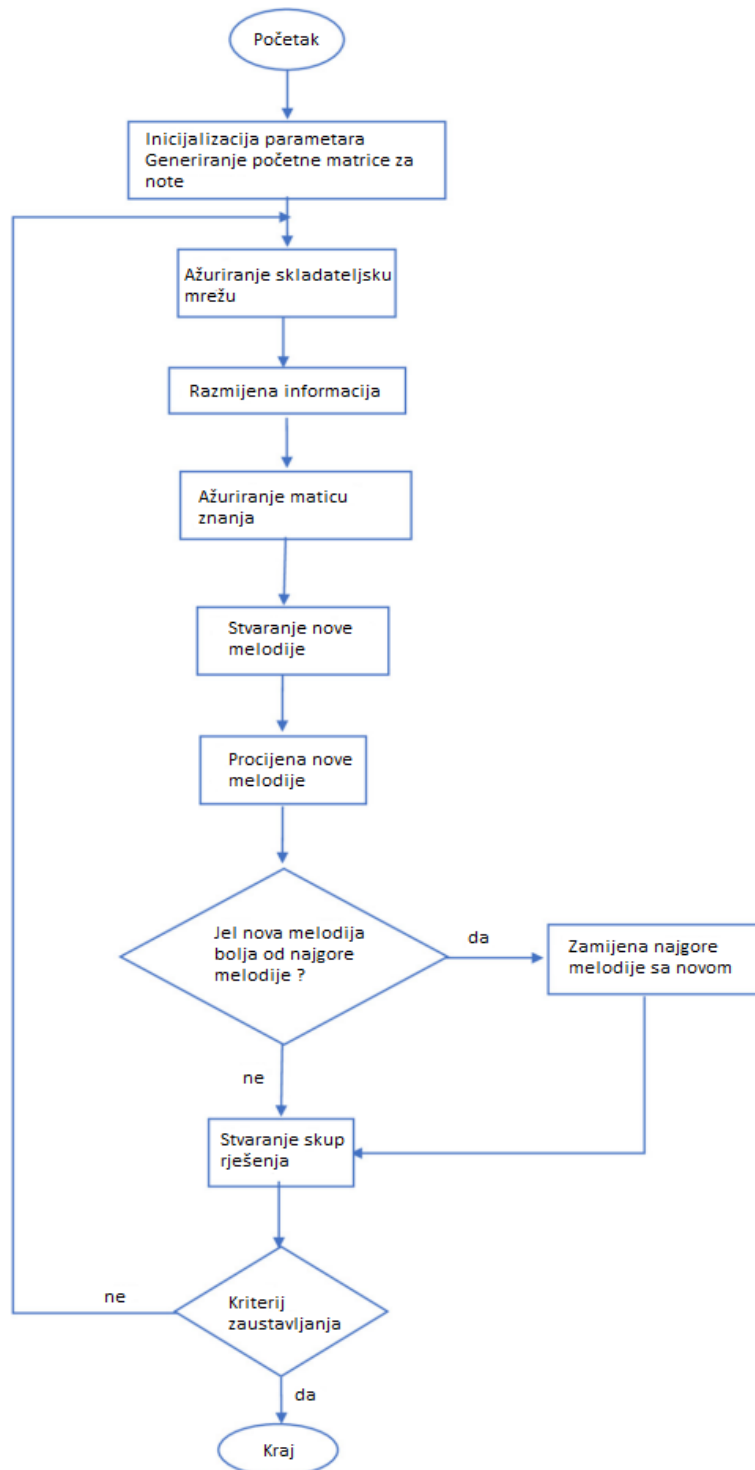 Početak
Inicijalizacija parametara
Generiranje početne matrice za
note
Ažuriranje skladateljsku
mrežu
Razmijena informacija
Ažuriranje maticu
znanja
Stvaranje nove
melodije
Procijena nove
melodije
Jel nova melodija
bolja od najgore
melodije ?
da
Zamijena najgore
melodije sa novom
ne
Stvaranje skup
rješenja
ne
Kriterij
zaustavljanja
da
Kraj